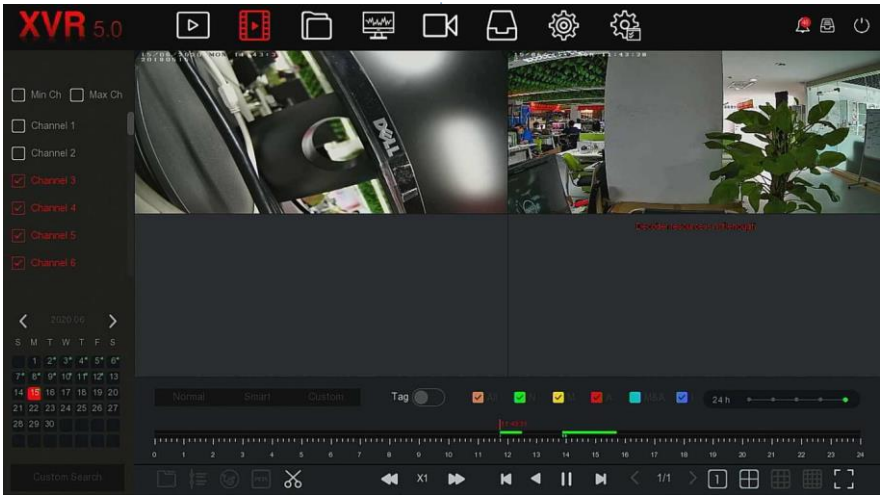 XVR 5.0
Min Ch Max Ch
Channel 1
Channel 2
Channel 3
Channel 4
Channel 5
Channel 6
DELL
2020.06
S M T W T F S
1 2 3 4 5 6
7 8 9 10 11 12 13
14 15 16 17 18 19 20
21 22 23 24 25 26 27
28 29 30
Custom Search
Normal Smart Custom
Tag All N M A M&A I
24 h
0 1 2 3 4 5 6 7 8 9 10 11 12 13 14 15 16 17 18 19 20 21 22 23 24
X1
1/1
1